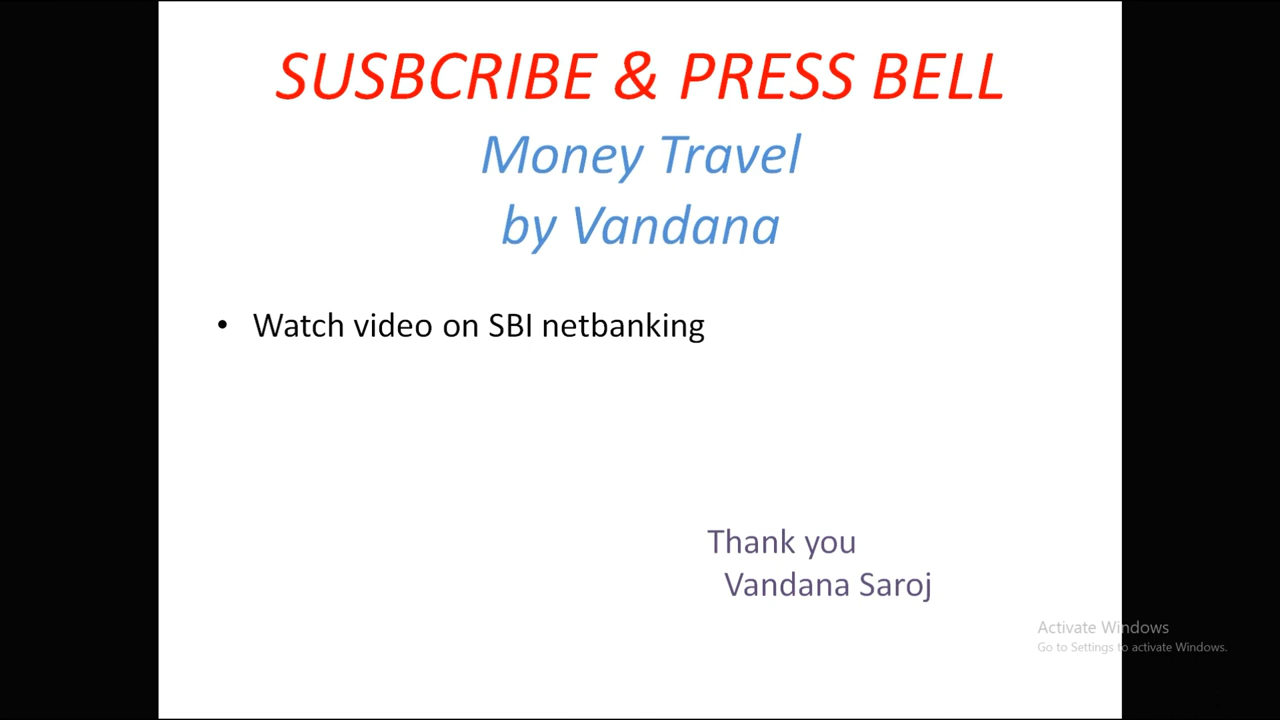 SUSBCRIBE & PRESS BELL
Money Travel
by Vandana
• Watch video on SBI netbanking
Thank you
Vandana Saroj
Activate Windows
Go to Settings to activate Windows.